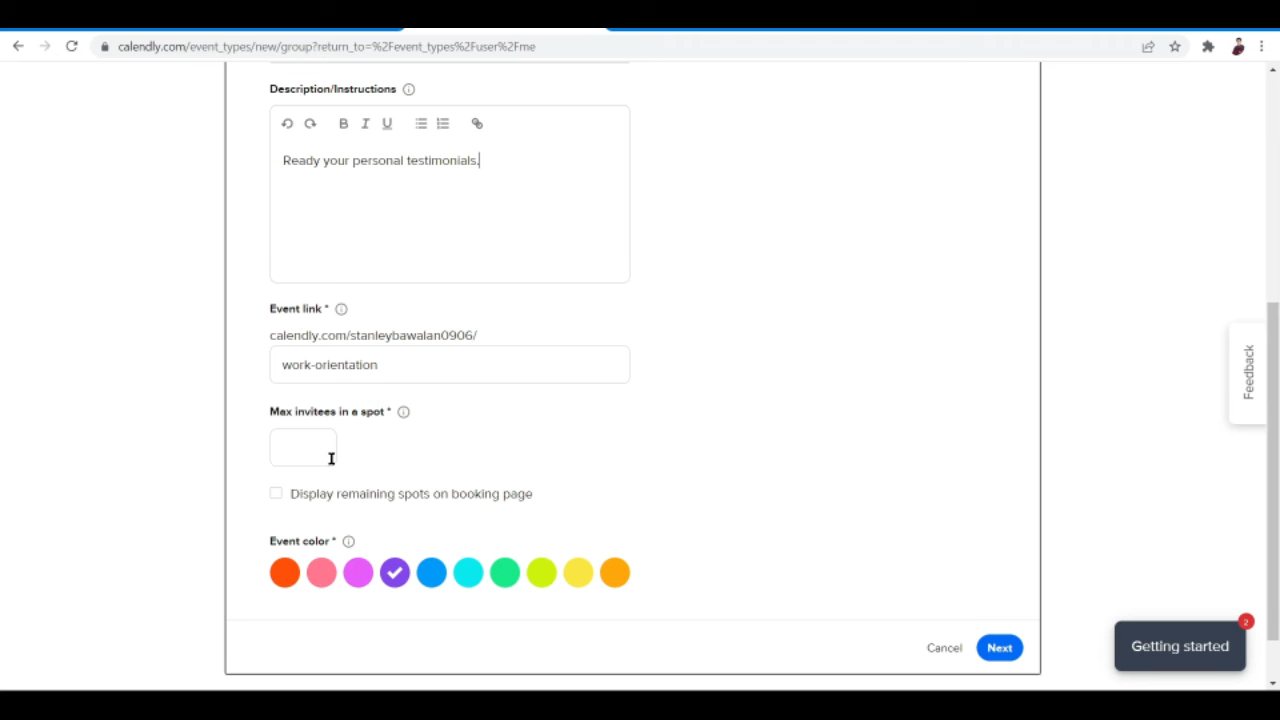 calendly.com/event_types/new/group?return_to=%2Fevent_types%2Fuser%2Fme
Description/Instructions
B I U
Ready your personal testimonials.
Event link *
calendly.com/stanleybawalan0906/
work-orientation
Max invitees in a spot *
Display remaining spots on booking page
Event color *
Cancel
Next
Feedback
2
Getting started